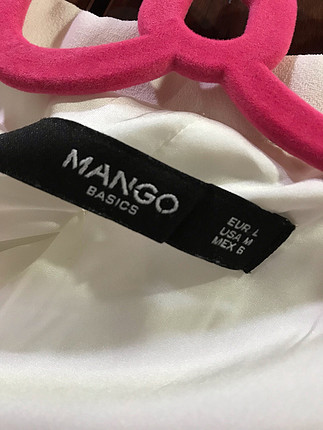 MANGO
BASICS
EUR L
USA M
MEX 6